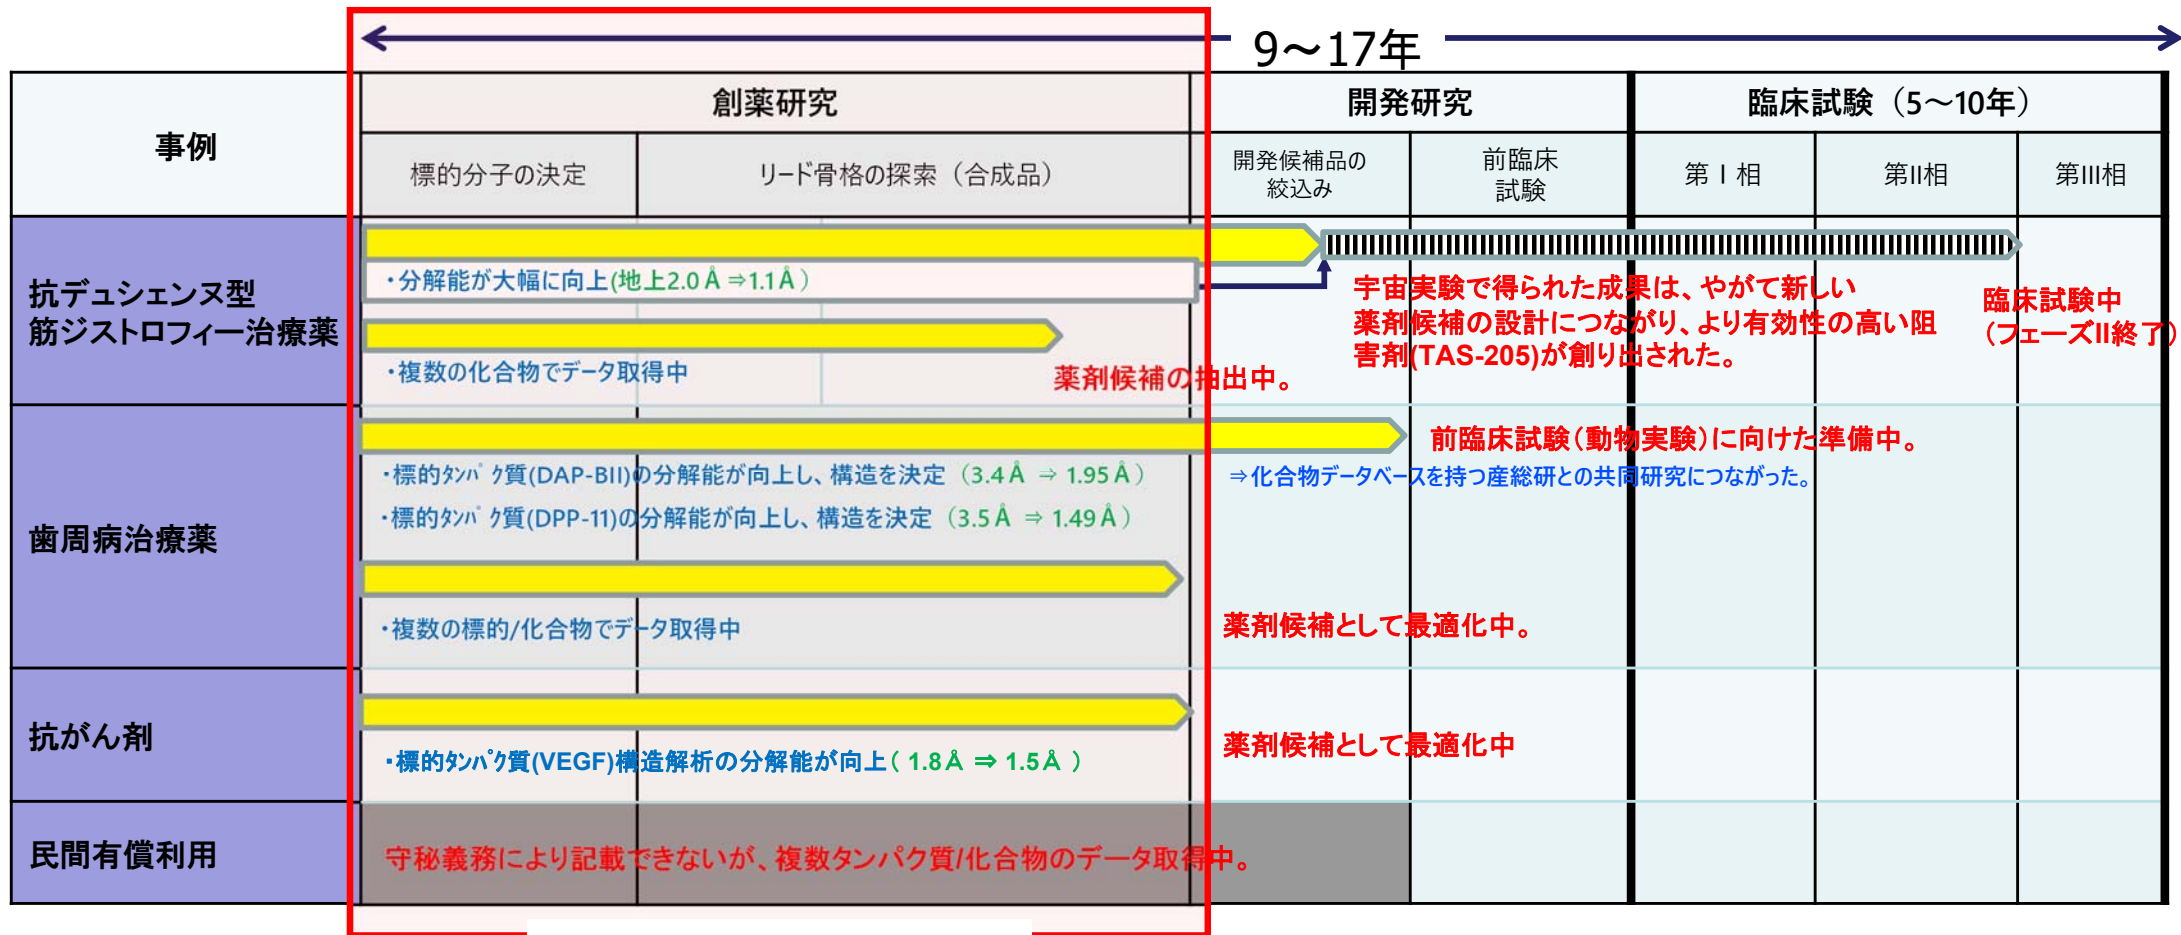 9～17年
事例
創薬研究
開発研究
臨床試験（5～10年）
標的分子の決定
リード骨格の探索（合成品）
開発候補品の
絞込み
前臨床
試験
第Ⅰ相
第II相
第III相
抗デュシェンヌ型
筋ジストロフィー治療薬
・分解能が大幅に向上(地上2.0Å⇒1.1Å）
・複数の化合物でデータ取得中
薬剤候補の抽出中。
宇宙実験で得られた成果は、やがて新しい
薬剤候補の設計につながり、より有効性の高い阻
害剤(TAS-205)が創り出された。
臨床試験中
（フェーズII終了）
歯周病治療薬
・標的ﾀﾝﾊﾟｸ質(DAP-BII)の分解能が向上し、構造を決定（3.4Å ⇒ 1.95Å）
・標的ﾀﾝﾊﾟｸ質(DPP-11)の分解能が向上し、構造を決定（3.5Å ⇒ 1.49Å）
前臨床試験（動物実験）に向けた準備中。
⇒化合物データベースを持つ産総研との共同研究につながった。
・複数の標的/化合物でデータ取得中
薬剤候補として最適化中。
抗がん剤
・標的ﾀﾝﾊﾟｸ質(VEGF)構造解析の分解能が向上（ 1.8Å ⇒ 1.5Å ）
薬剤候補として最適化中
民間有償利用
守秘義務により記載できないが、複数タンパク質/化合物のデータ取得中。